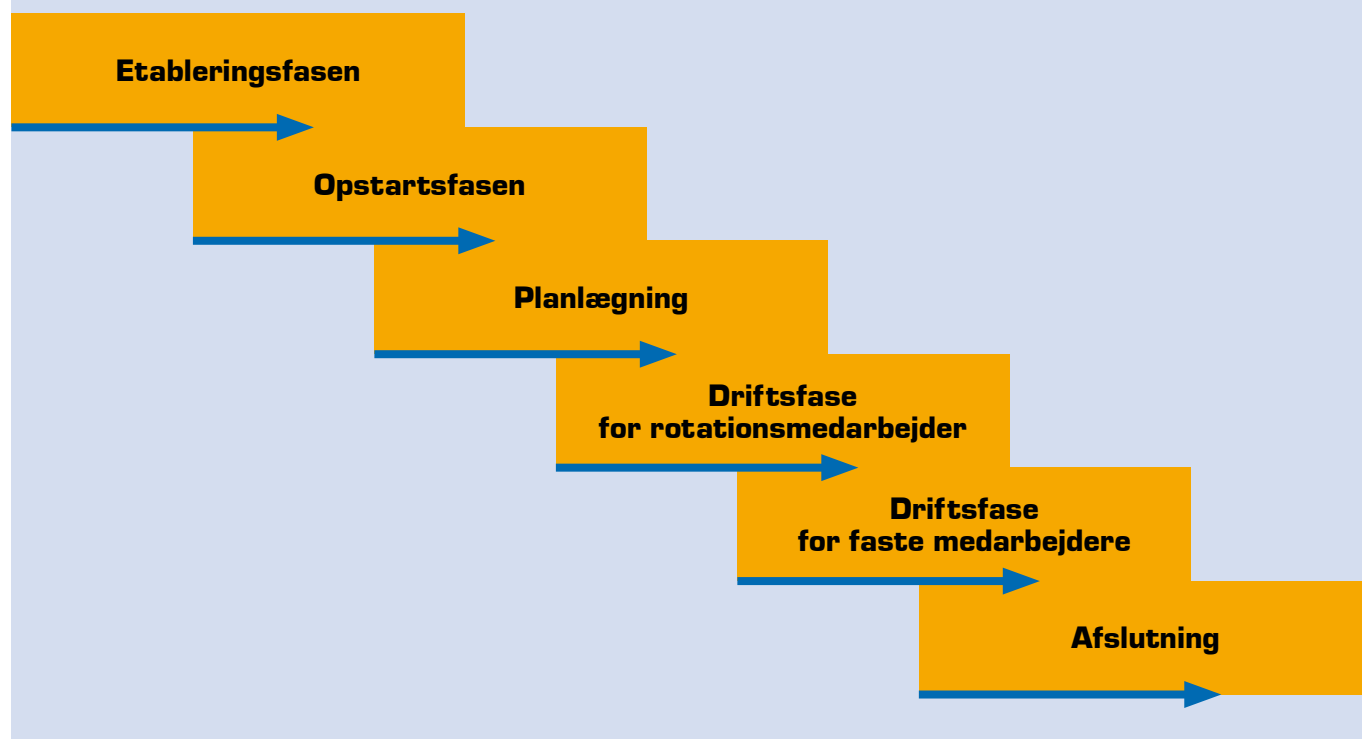 Etableringsfasen
Opstartsfasen
Planlægning
Driftsfase
for rotationsmedarbejder
Driftsfase
for faste medarbejdere
Afslutning